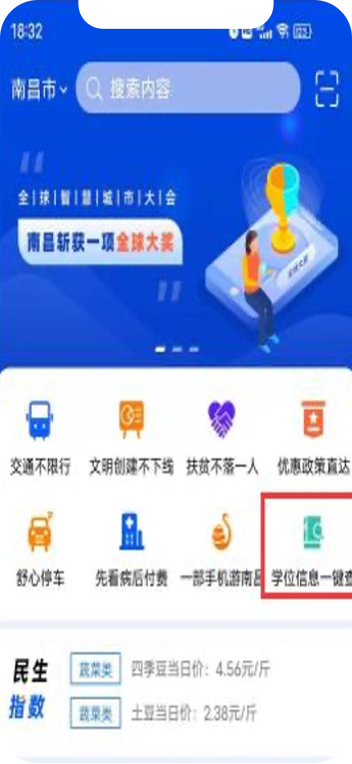 18:32
南昌市
搜索内容
全|球|智|慧|城|市|大|会
南昌斩获一项全球大奖
交通不限行
文明创建不下线
扶贫不落一人
优惠政策直达
舒心停车
先看病后付费
一部手机游南昌
学位信息一键查
民生
指数
蔬菜类
四季豆当日价：4.56元/斤
蔬菜类
土豆当日价：2.38元/斤